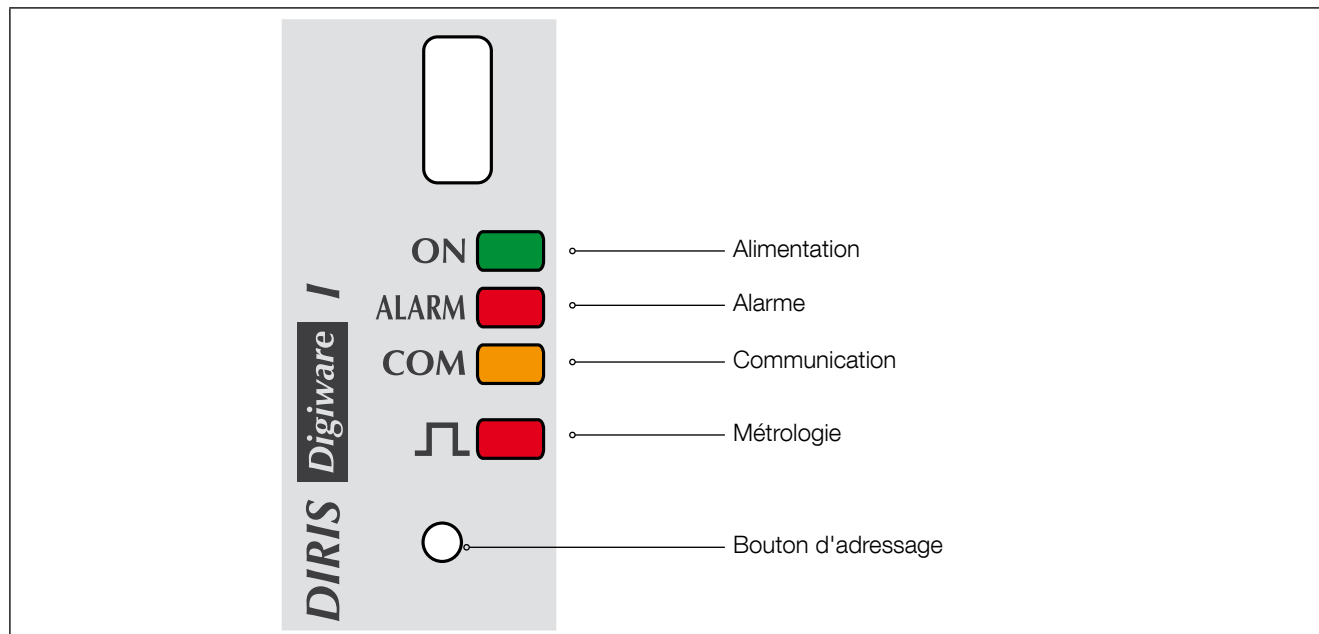 ON
Alimentation
ALARM
Alarme
COM
Communication
Métrologie
Bouton d'adressage
DIRIS Digiware I